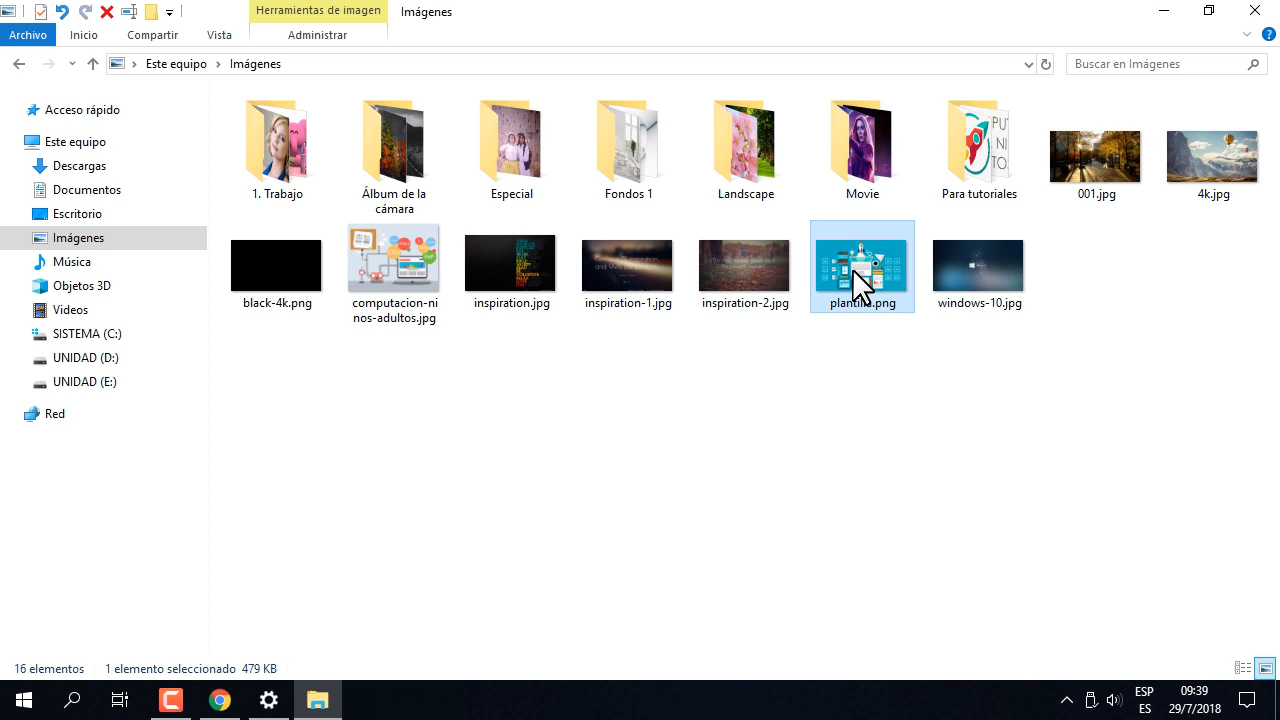 Herramientas de imagen
Imágenes
Archivo
Inicio
Compartir
Vista
Administrar
Este equipo
Imágenes
Buscar en Imágenes
Acceso rápido
Este equipo
Descargas
Documentos
Escritorio
Imágenes
Música
Objetos 3D
Videos
SISTEMA (C:)
UNIDAD (D:)
UNIDAD (E:)
Red
1. Trabajo
Álbum de la
cámara
Especial
Fondos 1
Landscape
Movie
Para tutoriales
001.jpg
4k.jpg
black-4k.png
computacion-ni
nos-adultos.jpg
inspiration.jpg
inspiration-1.jpg
inspiration-2.jpg
plantilla.png
windows-10.jpg
16 elementos
1 elemento seleccionado 479 KB
ESP
ES
09:39
29/7/2018